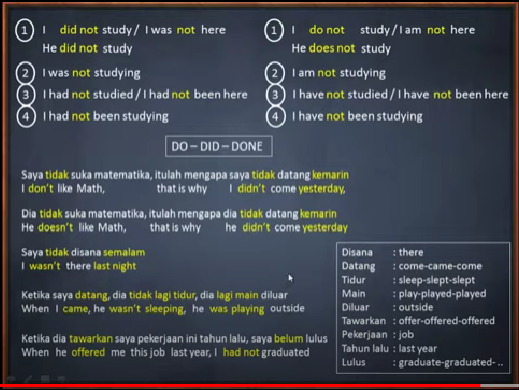 1 I did not study / I was not here
He did not study
2 I was not studying
3 I had not studied / I had not been here
4 I had not been studying
1 I do not study / I am not here
He does not study
2 I am not studying
3 I have not studied / I have not been here
4 I have not been studying
DO – DID – DONE
Saya tidak suka matematika, itulah mengapa saya tidak datang kemarin
I don't like Math, that is why I didn't come yesterday,
Dia tidak suka matematika, itulah mengapa dia tidak datang kemarin
He doesn't like Math, that is why he didn't come yesterday
Saya tidak disana semalam
I wasn't there last night
Ketika saya datang, dia tidak lagi tidur, dia lagi main diluar
When I came, he wasn't sleeping, he was playing outside
Ketika dia tawarkan saya pekerjaan ini tahun lalu, saya belum lulus
When he offered me this job last year, I had not graduated
Disana : there
Datang : come-came-come
Tidur : sleep-slept-slept
Main : play-played-played
Diluar : outside
Tawarkan : offer-offered-offered
Pekerjaan : job
Tahun lalu : last year
Lulus : graduate-graduated-..